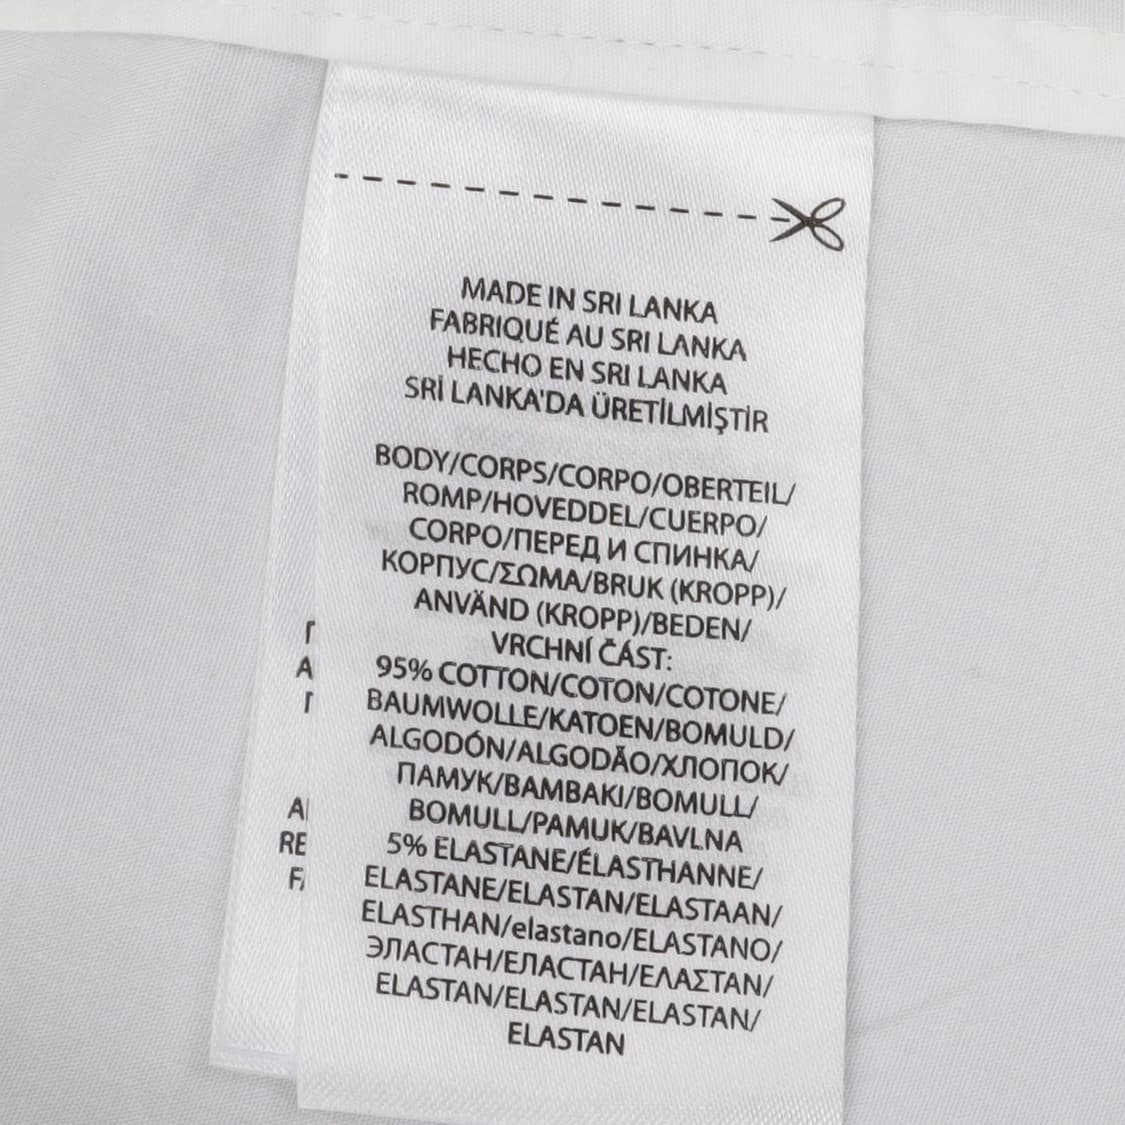 MADE IN SRI LANKA
FABRIQUÉ AU SRI LANKA
HECHO EN SRI LANKA
SRİ LANKA'DA ÜRETİLMİŞTİR
BODY/CORPS/CORPO/OBERTEIL/
ROMP/HOVEDDEL/CUERPO/
CORPO/ПЕРЕД И СПИНКА/
КОРПУС/ΣΩΜΑ/BRUK (KROPP)/
ANVÄND (KROPP)/BEDEN/
VRCHNÍ ČÁST:
95% COTTON/COTON/COTONE/
BAUMWOLLE/KATOEN/BOMULD/
ALGODÓN/ALGODÃO/ХЛОПОК/
ПАМУК/ΒΑΜΒΑΚΙ/BOMULL/
BOMULL/PAMUK/BAVLNA
5% ELASTANE/ÉLASTHANNE/
ELASTANE/ELASTAN/ELASTAAN/
ELASTHAN/elastano/ELASTANO/
ЭЛАСТАН/ЕЛАСТАН/ΕΛΑΣΤΑΝ/
ELASTAN/ELASTAN/ELASTAN/
ELASTAN